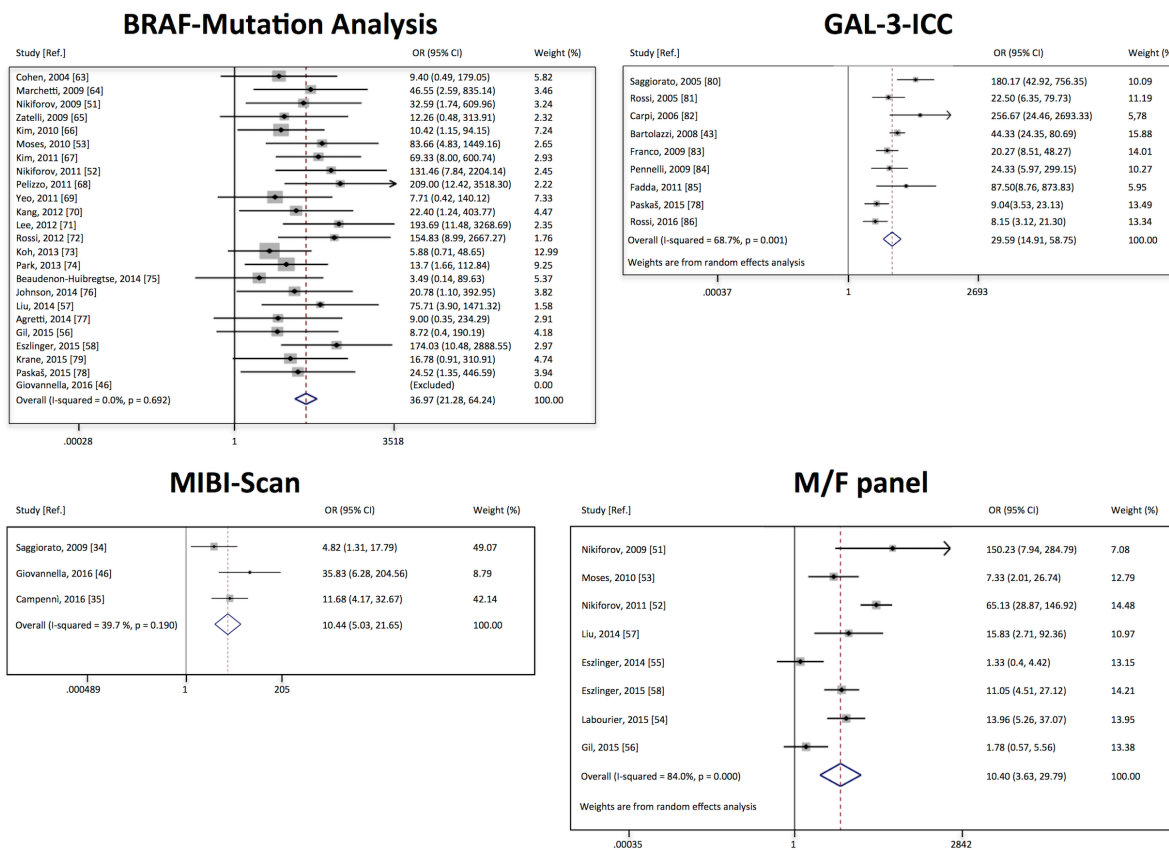 BRAF-Mutation Analysis
Study [Ref.] OR (95% CI) Weight (%)
Cohen, 2004 [63] 9.40 (0.49, 179.05) 5.82
Marchetti, 2009 [64] 46.55 (2.59, 835.14) 3.46
Nikiforov, 2009 [51] 32.59 (1.74, 609.96) 3.24
Zatelli, 2009 [65] 12.26 (0.48, 313.91) 2.32
Kim, 2010 [66] 10.42 (1.15, 94.15) 7.24
Moses, 2010 [53] 83.66 (4.83, 1449.16) 2.65
Kim, 2011 [67] 69.33 (8.00, 600.74) 2.93
Nikiforov, 2011 [52] 131.46 (7.84, 2204.14) 2.45
Pelizzo, 2011 [68] 209.00 (12.42, 3518.30) 2.22
Yeo, 2011 [69] 7.71 (0.42, 140.12) 7.33
Kang, 2012 [70] 22.40 (1.24, 403.77) 4.47
Lee, 2012 [71] 193.69 (11.48, 3268.69) 2.35
Rossi, 2012 [72] 154.83 (8.99, 2667.27) 1.76
Koh, 2013 [73] 5.88 (0.71, 48.65) 12.99
Park, 2013 [74] 13.7 (1.66, 112.84) 9.25
Beaudenon-Huibregtse, 2014 [75] 3.49 (0.14, 89.63) 5.37
Johnson, 2014 [76] 20.78 (1.10, 392.95) 3.82
Liu, 2014 [57] 75.71 (3.90, 1471.32) 1.58
Agretti, 2014 [77] 9.00 (0.35, 234.29) 2.91
Gil, 2015 [56] 8.72 (0.4, 190.19) 4.18
Eszlinger, 2015 [58] 174.03 (10.48, 2888.55) 2.97
Krane, 2015 [79] 16.78 (0.91, 310.91) 4.74
Paskaš, 2015 [78] 24.52 (1.35, 446.59) 3.94
Giovannella, 2016 [46] (Excluded) 0.00
Overall (I-squared = 0.0%, p = 0.692) 36.97 (21.28, 64.24) 100.00
.00028 1 3518
GAL-3-ICC
Study [Ref.] OR (95% CI) Weight (%)
Saggiorato, 2005 [80] 180.17 (42.92, 756.35) 10.09
Rossi, 2005 [81] 22.50 (6.35, 79.73) 11.19
Carpi, 2006 [82] 256.67 (24.46, 2693.33) 5,78
Bartolazzi, 2008 [43] 44.33 (24.35, 80.69) 15.88
Franco, 2009 [83] 20.27 (8.51, 48.27) 14.01
Pennelli, 2009 [84] 24.33 (5.97, 299.15) 10.27
Fadda, 2011 [85] 87.50(8.76, 873.83) 5.95
Paskaš, 2015 [78] 9.04(3.53, 23.13) 13.49
Rossi, 2016 [86] 8.15 (3.12, 21.30) 13.34
Overall (I-squared = 68.7%, p = 0.001) 29.59 (14.91, 58.75) 100.00
Weights are from random effects analysis
.00037 1 2693
MIBI-Scan
Study [Ref.] OR (95% CI) Weight (%)
Saggiorato, 2009 [34] 4.82 (1.31, 17.79) 49.07
Giovannella, 2016 [46] 35.83 (6.28, 204.56) 8.79
Campennì, 2016 [35] 11.68 (4.17, 32.67) 42.14
Overall (I-squared = 39.7 %, p = 0.190) 10.44 (5.03, 21.65) 100.00
.000489 1 205
M/F panel
Study [Ref.] OR (95% CI) Weight (%)
Nikiforov, 2009 [51] 150.23 (7.94, 284.79) 7.08
Moses, 2010 [53] 7.33 (2.01, 26.74) 12.79
Nikiforov, 2011 [52] 65.13 (28.87, 146.92) 14.48
Liu, 2014 [57] 15.83 (2.71, 92.36) 10.97
Eszlinger, 2014 [55] 1.33 (0.4, 4.42) 13.15
Eszlinger, 2015 [58] 11.05 (4.51, 27.12) 14.21
Labourier, 2015 [54] 13.96 (5.26, 37.07) 13.95
Gil, 2015 [56] 1.78 (0.57, 5.56) 13.38
Overall (I-squared = 84.0%, p = 0.000) 10.40 (3.63, 29.79) 100.00
Weights are from random effects analysis
.00035 1 2842